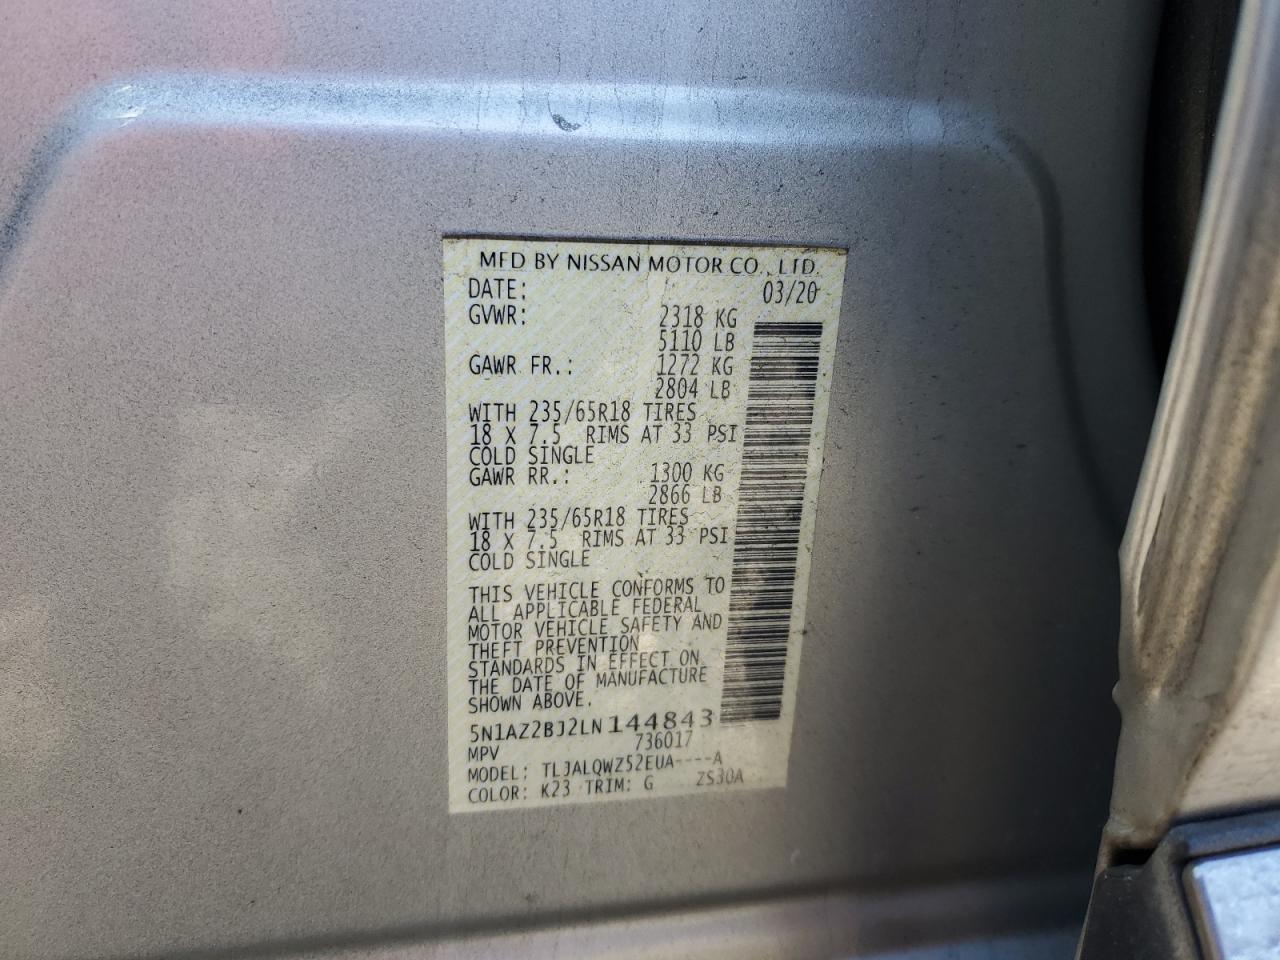 MFD BY NISSAN MOTOR CO., LTD.
DATE: 03/20
GVWR: 2318 KG
5110 LB
GAWR FR.: 1272 KG
2804 LB
WITH 235/65R18 TIRES
18 X 7.5 RIMS AT 33 PSI
COLD SINGLE
GAWR RR.: 1300 KG
2866 LB
WITH 235/65R18 TIRES
18 X 7.5 RIMS AT 33 PSI
COLD SINGLE
THIS VEHICLE CONFORMS TO
ALL APPLICABLE FEDERAL
MOTOR VEHICLE SAFETY AND
THEFT PREVENTION
STANDARDS IN EFFECT ON
THE DATE OF MANUFACTURE
SHOWN ABOVE.
5N1AZ2BJ2LN144843
MPV 736017
MODEL: TLJALQWZ52EUA----A
COLOR: K23 TRIM: G ZS30A